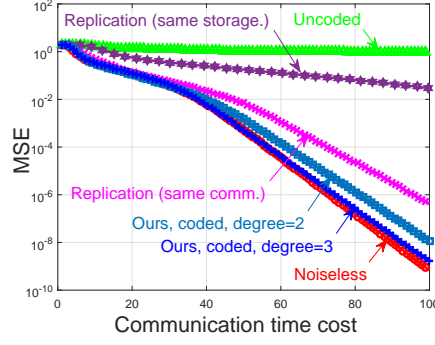 10^2
Replication (same storage.)
Uncoded
10^0
10^-2
MSE
10^-4
Replication (same comm.)
10^-6
Ours, coded, degree=2
Ours, coded, degree=3
10^-8
Noiseless
10^-10
0 20 40 60 80 100
Communication time cost